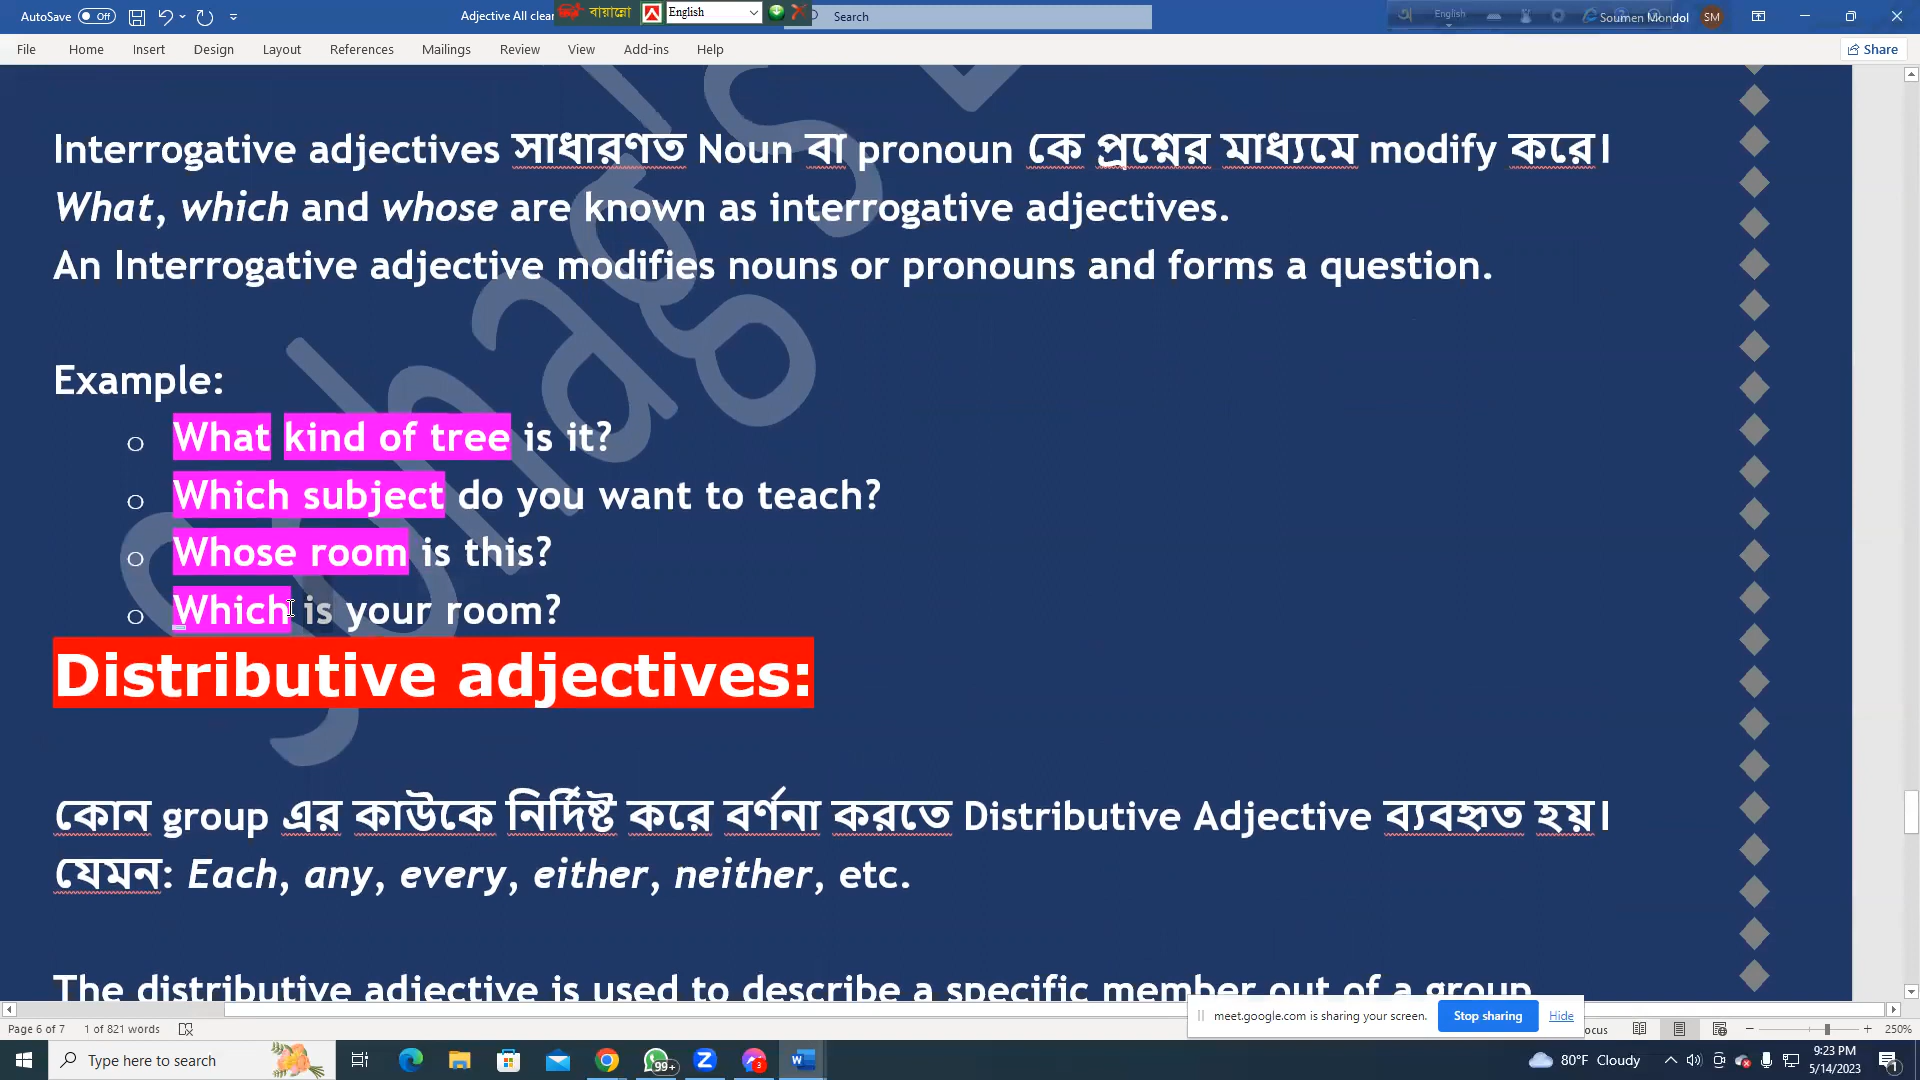 AutoSave Off Adjective All clear বায়ান্নো English Search English Soumen Mondol SM
File Home Insert Design Layout References Mailings Review View Add-ins Help Share
Interrogative adjectives সাধারণত Noun বা pronoun কে প্রশ্নের মাধ্যমে modify করে।
What, which and whose are known as interrogative adjectives.
An Interrogative adjective modifies nouns or pronouns and forms a question.
Example:
o What kind of tree is it?
o Which subject do you want to teach?
o Whose room is this?
o Which is your room?
Distributive adjectives:
কোন group এর কাউকে নির্দিষ্ট করে বর্ণনা করতে Distributive Adjective ব্যবহৃত হয়।
যেমন: Each, any, every, either, neither, etc.
The distributive adjective is used to describe a specific member out of a group
meet.google.com is sharing your screen. Stop sharing Hide
Page 6 of 7 1 of 821 words ocus 250%
Type here to search 99+ 3 80°F Cloudy 9:23 PM
5/14/2023 1